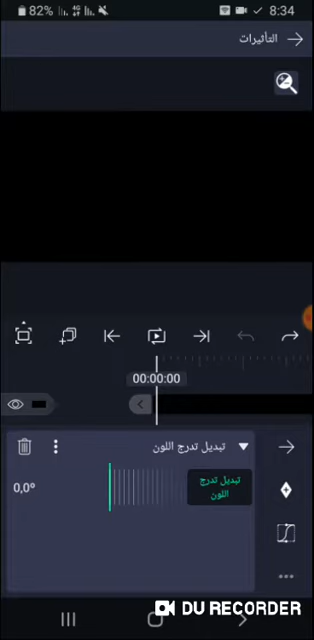 82% 8:34
التأثيرات
00:00:00
تبديل تدرج اللون
0,0°
تبديل تدرج
اللون
DU RECORDER